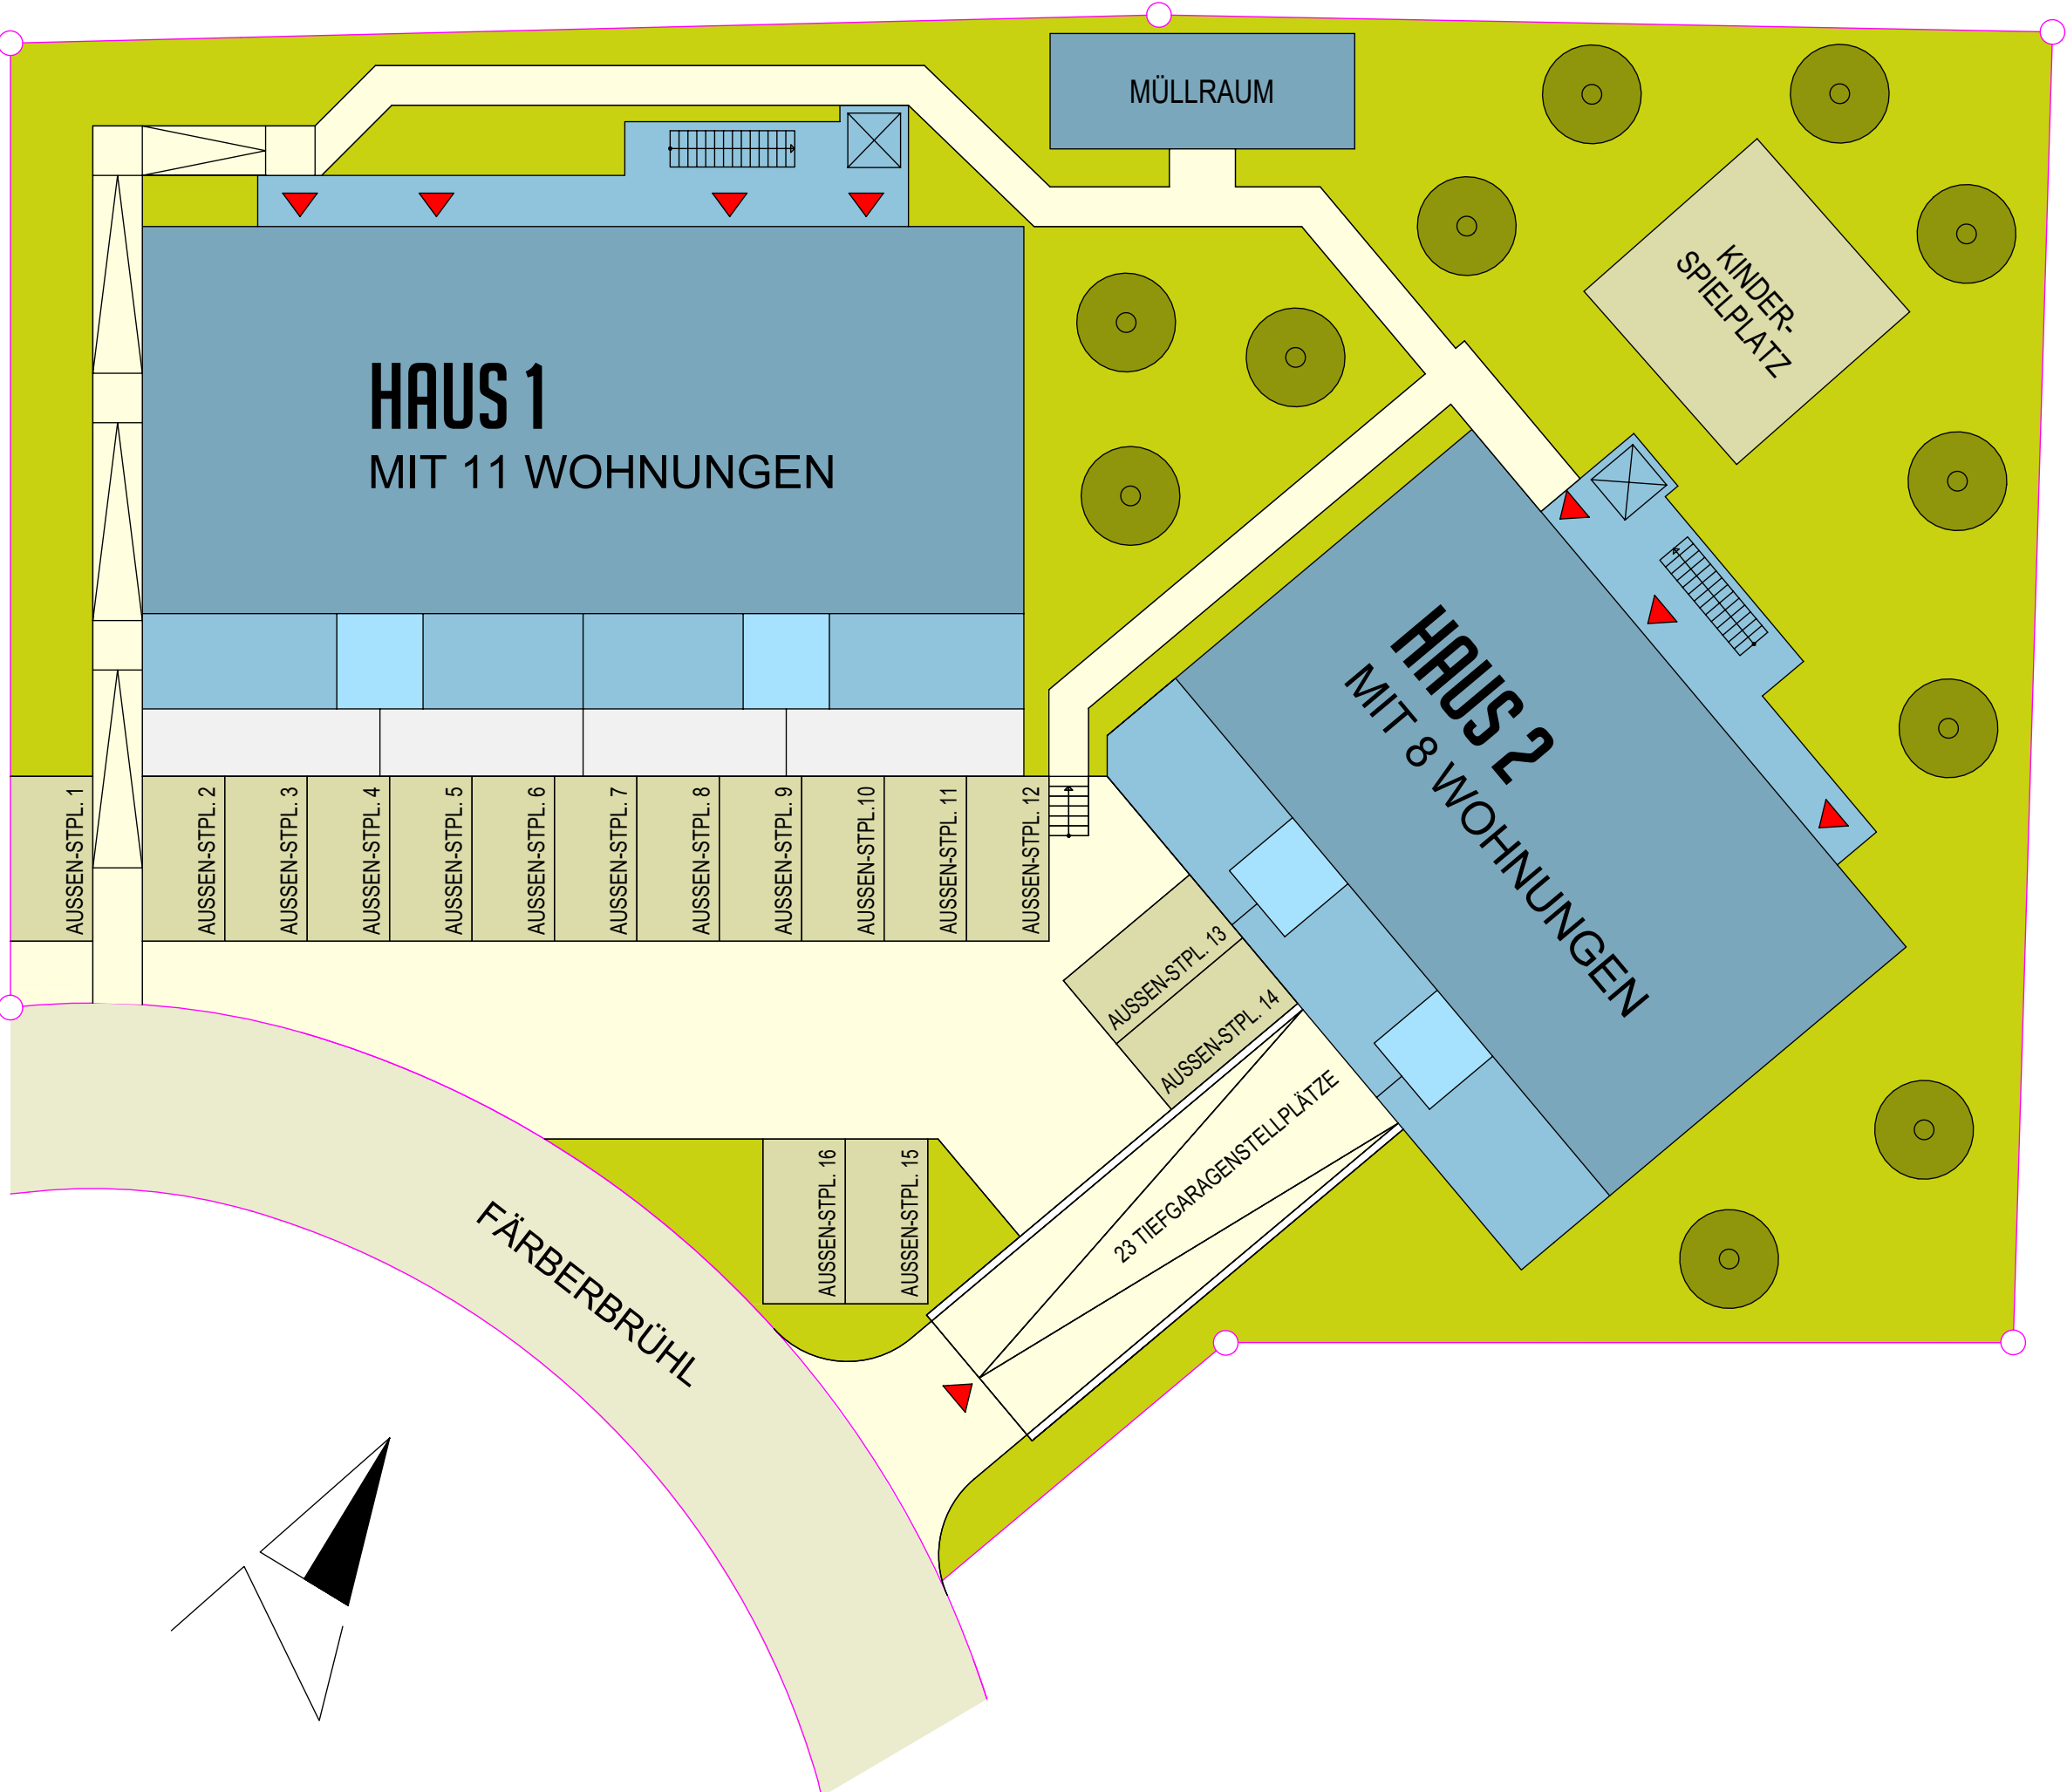 MÜLLRAUM
KINDER-
SPIELPLATZ
HAUS 1
MIT 11 WOHNUNGEN
HAUS 2
MIT 8 WOHNUNGEN
AUSSEN-STPL. 1
AUSSEN-STPL. 2
AUSSEN-STPL. 3
AUSSEN-STPL. 4
AUSSEN-STPL. 5
AUSSEN-STPL. 6
AUSSEN-STPL. 7
AUSSEN-STPL. 8
AUSSEN-STPL. 9
AUSSEN-STPL.10
AUSSEN-STPL. 11
AUSSEN-STPL. 12
AUSSEN-STPL. 13
AUSSEN-STPL. 14
23 TIEFGARAGENSTELLPLÄTZE
AUSSEN-STPL. 16
AUSSEN-STPL. 15
FÄRBERBRÜHL